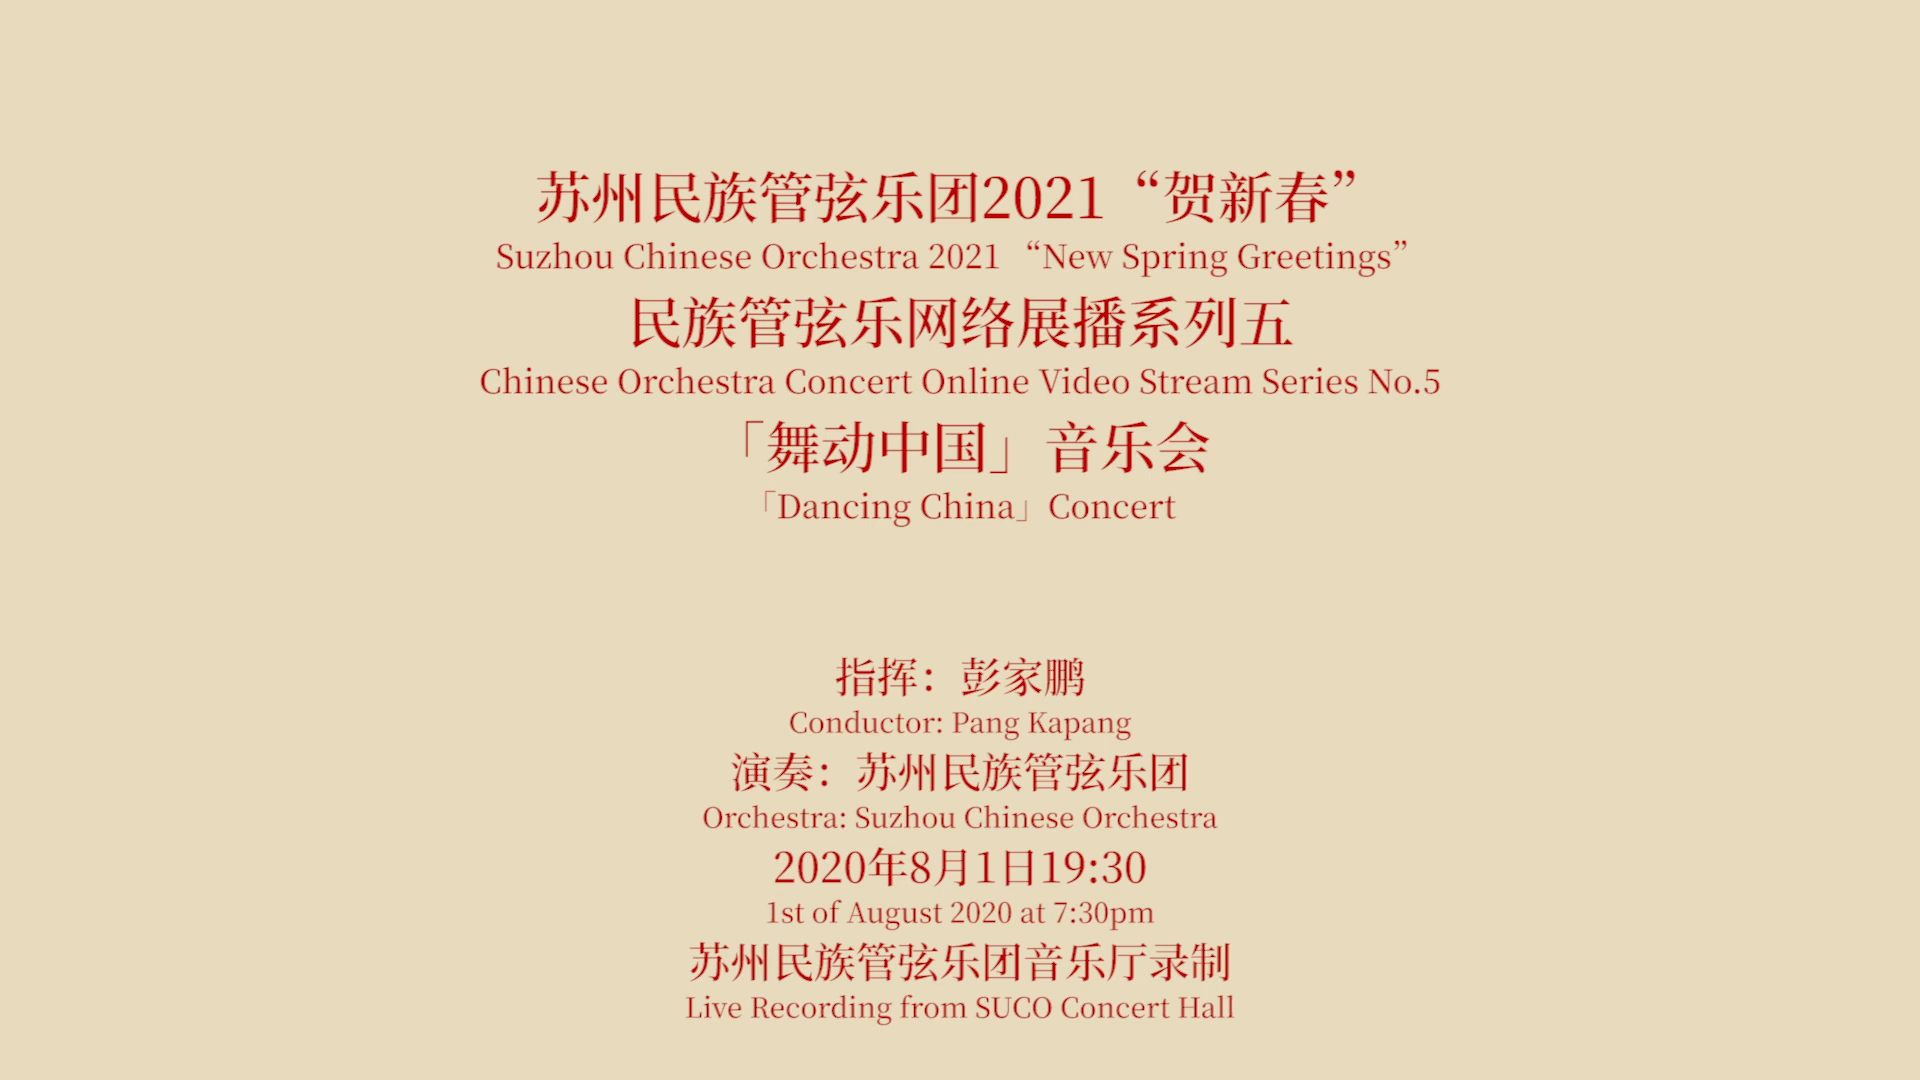 苏州民族管弦乐团2021“贺新春”
Suzhou Chinese Orchestra 2021 “New Spring Greetings”
民族管弦乐网络展播系列五
Chinese Orchestra Concert Online Video Stream Series No.5
「舞动中国」音乐会
「Dancing China」Concert
指挥：彭家鹏
Conductor: Pang Kapang
演奏：苏州民族管弦乐团
Orchestra: Suzhou Chinese Orchestra
2020年8月1日19:30
1st of August 2020 at 7:30pm
苏州民族管弦乐团音乐厅录制
Live Recording from SUCO Concert Hall